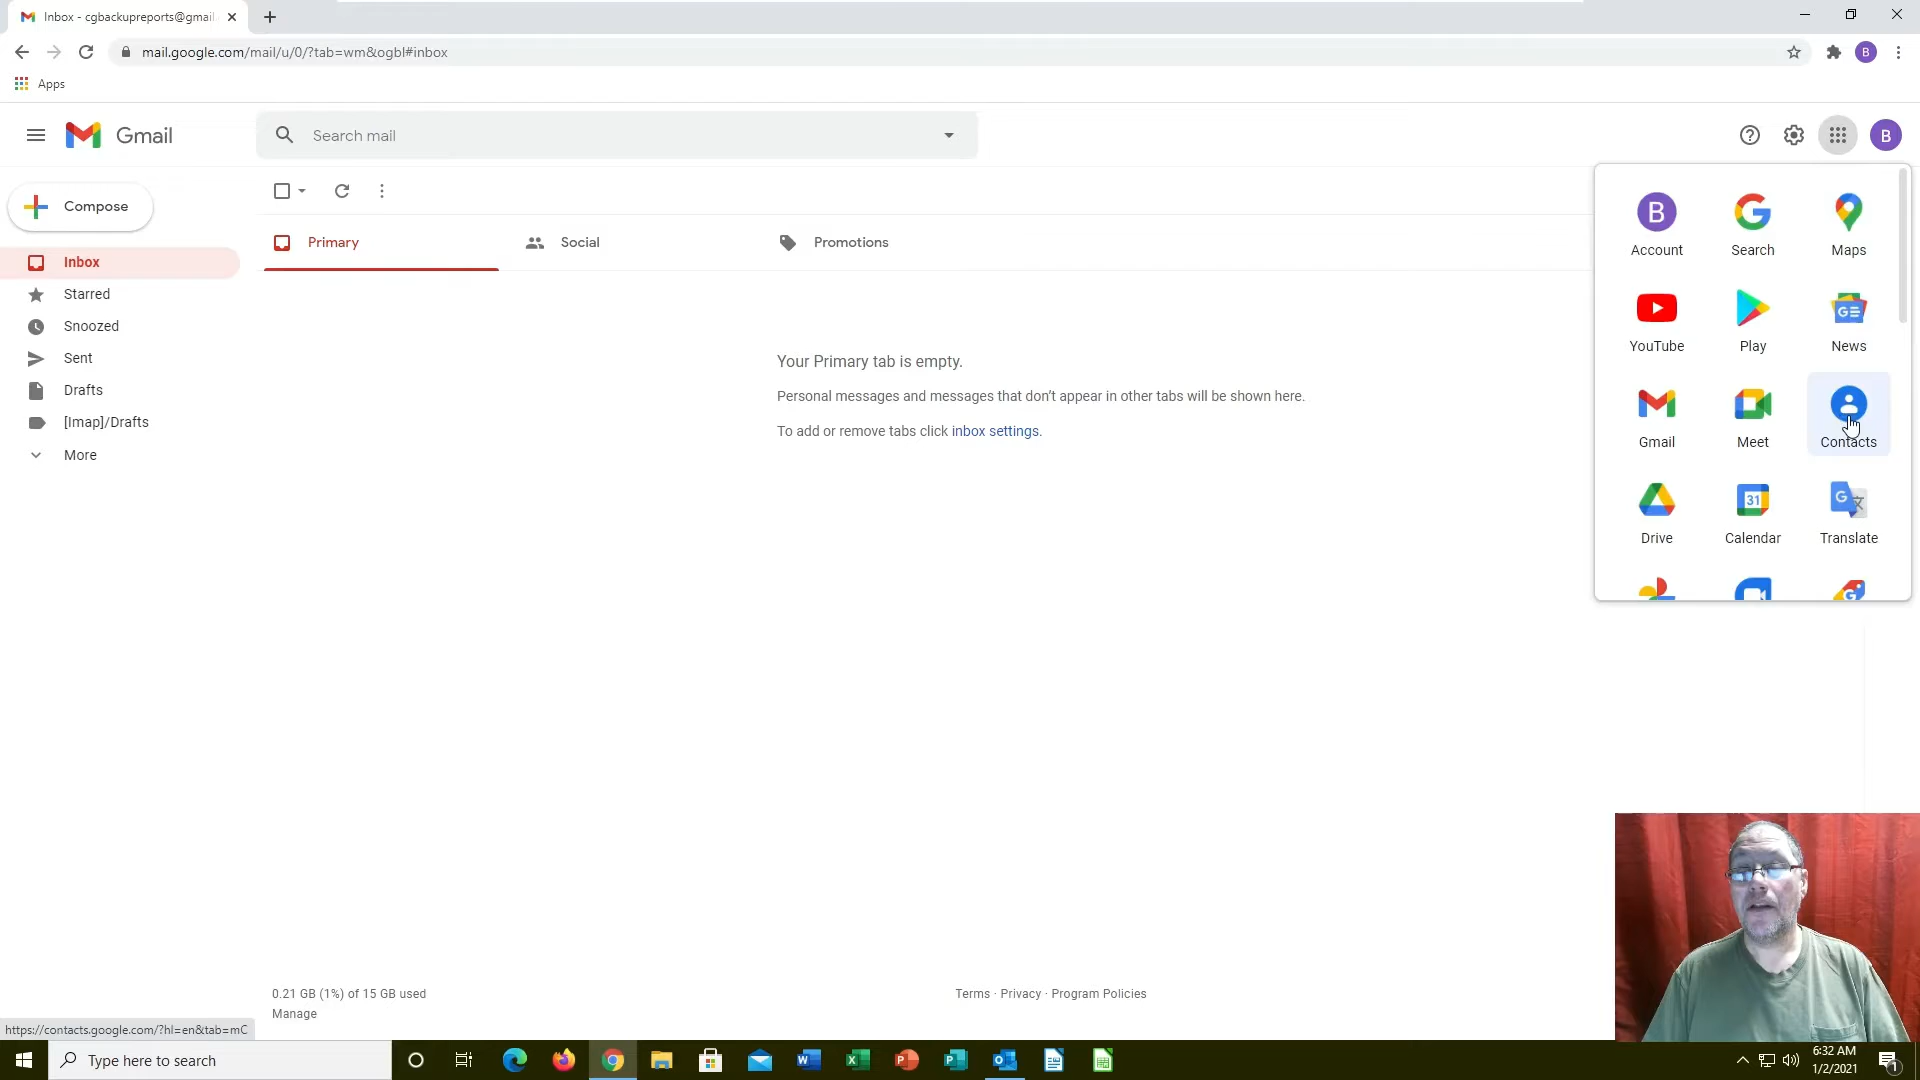 Inbox - cgbackupreports@gmail
mail.google.com/mail/u/0/?tab=wm&ogbl#inbox
B
Apps
Gmail
Search mail
B
Compose
Inbox
Starred
Snoozed
Sent
Drafts
[Imap]/Drafts
More
Primary
Social
Promotions
Your Primary tab is empty.
Personal messages and messages that don't appear in other tabs will be shown here.
To add or remove tabs click inbox settings.
B
Account
Search
Maps
YouTube
Play
GE
News
Gmail
Meet
Contacts
Drive
31
Calendar
G
Translate
G
0.21 GB (1%) of 15 GB used
Manage
Terms · Privacy · Program Policies
https://contacts.google.com/?hl=en&tab=mC
Type here to search
6:32 AM
1/2/2021
1